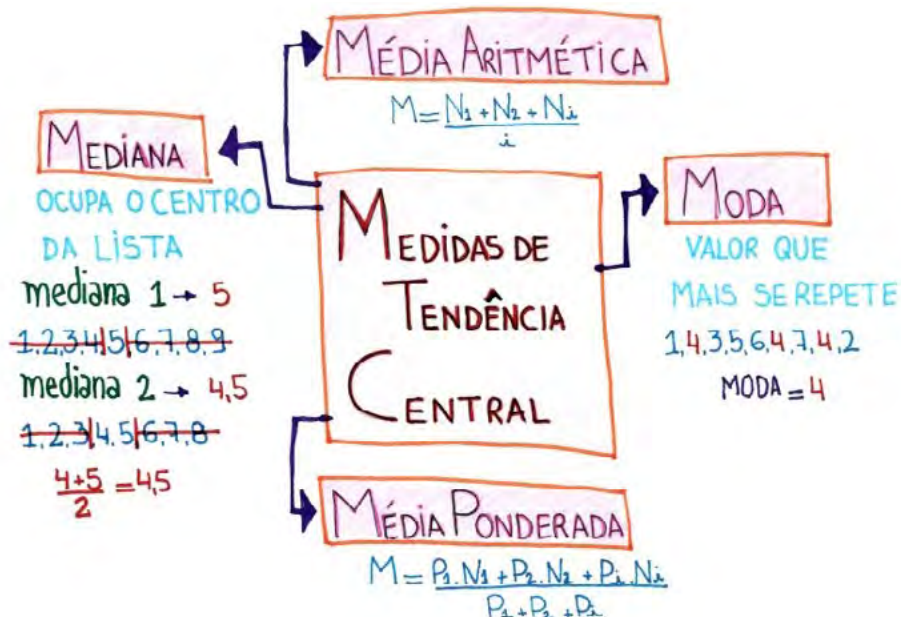 MÉDIA ARITMÉTICA
M = N1 + N2 + Ni
i
MEDIANA
OCUPA O CENTRO
DA LISTA
mediana 1 → 5
1,2,3,4|5|6,7,8,9
mediana 2 → 4,5
1,2,3|4,5|6,7,8
4+5
2
= 4,5
MEDIDAS DE
TENDÊNCIA
CENTRAL
MODA
VALOR QUE
MAIS SE REPETE
1,4,3,5,6,4,7,4,2
MODA = 4
MÉDIA PONDERADA
M = P1.N1 + P2.N2 + Pi.Ni
P1 + P2 + Pi